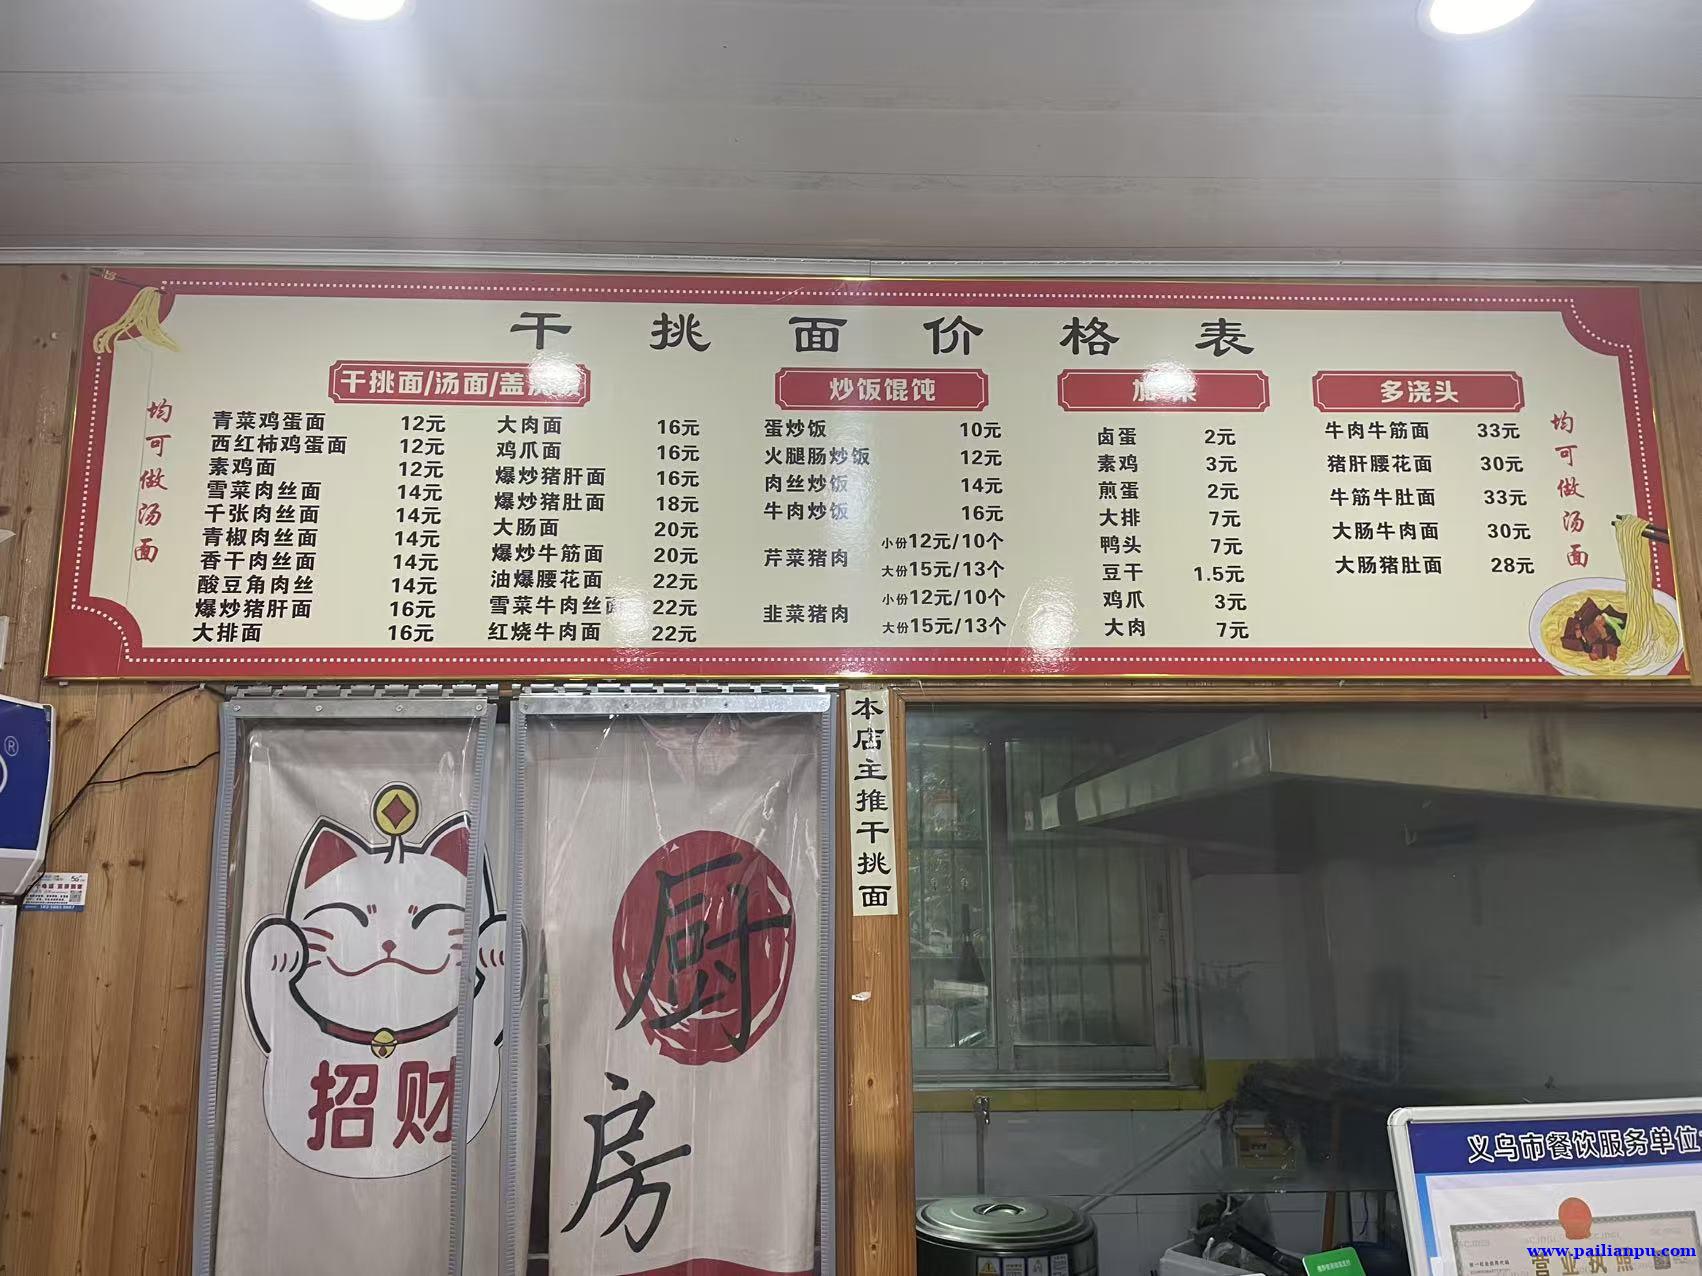 干挑面价格表
干挑面/汤面/盖
均可做汤面
青菜鸡蛋面 12元
西红柿鸡蛋面 12元
素鸡面 12元
雪菜肉丝面 14元
千张肉丝面 14元
青椒肉丝面 14元
香干肉丝面 14元
酸豆角肉丝 14元
爆炒猪肝面 16元
大排面 16元
大肉面 16元
鸡爪面 16元
爆炒猪肝面 16元
爆炒猪肚面 18元
大肠面 20元
爆炒牛筋面 20元
油爆腰花面 22元
雪菜牛肉丝面 22元
红烧牛肉面 22元
炒饭馄饨
蛋炒饭 10元
火腿肠炒饭 12元
肉丝炒饭 14元
牛肉炒饭 16元
芹菜猪肉 小份12元/10个
大份15元/13个
韭菜猪肉 小份12元/10个
大份15元/13个
加菜
卤蛋 2元
素鸡 3元
煎蛋 2元
大排 7元
鸭头 7元
豆干 1.5元
鸡爪 3元
大肉 7元
多浇头
牛肉牛筋面 33元
猪肝腰花面 30元
牛筋牛肚面 33元
大肠牛肉面 30元
大肠猪肚面 28元
均可做汤面
本店主推干挑面
招财
厨房
义乌市餐饮服务单位
营业执照
www.pailianpu.com